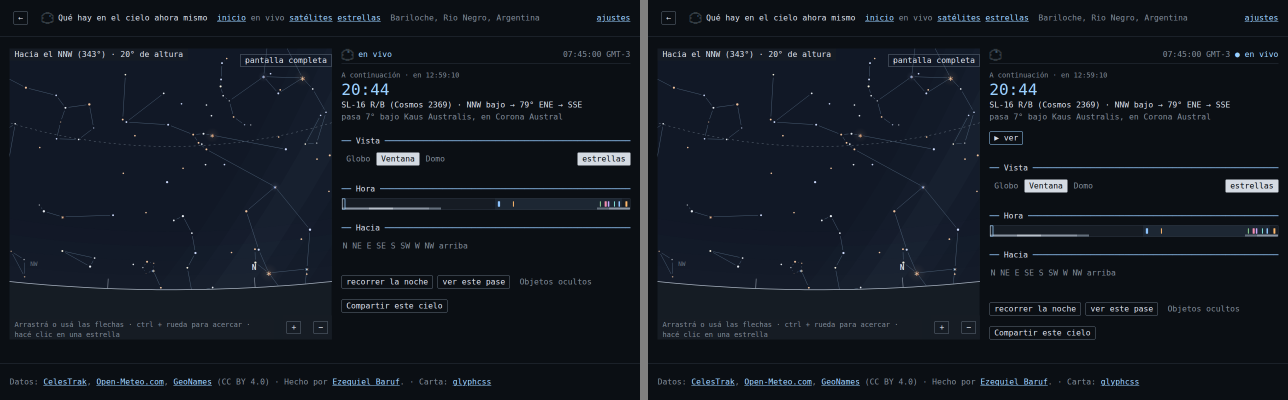 ← Qué hay en el cielo ahora mismo inicio en vivo satélites estrellas Bariloche, Rio Negro, Argentina ajustes
Hacia el NNW (343°) · 20° de altura
pantalla completa
NW
N
Arrastrá o usá las flechas · ctrl + rueda para acercar ·
hacé clic en una estrella
+ −
en vivo 07:45:00 GMT-3
A continuación · en 12:59:10
20:44
SL-16 R/B (Cosmos 2369) · NNW bajo → 79° ENE → SSE
pasa 7° bajo Kaus Australis, en Corona Austral
Vista
Globo Ventana Domo estrellas
Hora
Hacia
N NE E SE S SW W NW arriba
recorrer la noche ver este pase Objetos ocultos
Compartir este cielo
Datos: CelesTrak, Open-Meteo.com, GeoNames (CC BY 4.0) · Hecho por Ezequiel Baruf. · Carta: glyphcss
← Qué hay en el cielo ahora mismo inicio en vivo satélites estrellas Bariloche, Rio Negro, Argentina ajustes
Hacia el NNW (343°) · 20° de altura
pantalla completa
NW
N
Arrastrá o usá las flechas · ctrl + rueda para acercar ·
hacé clic en una estrella
+ −
07:45:00 GMT-3 ● en vivo
A continuación · en 12:59:10
20:44
SL-16 R/B (Cosmos 2369) · NNW bajo → 79° ENE → SSE
pasa 7° bajo Kaus Australis, en Corona Austral
▶ ver
Vista
Globo Ventana Domo estrellas
Hora
Hacia
N NE E SE S SW W NW arriba
recorrer la noche ver este pase Objetos ocultos
Compartir este cielo
Datos: CelesTrak, Open-Meteo.com, GeoNames (CC BY 4.0) · Hecho por Ezequiel Baruf. · Carta: glyphcss